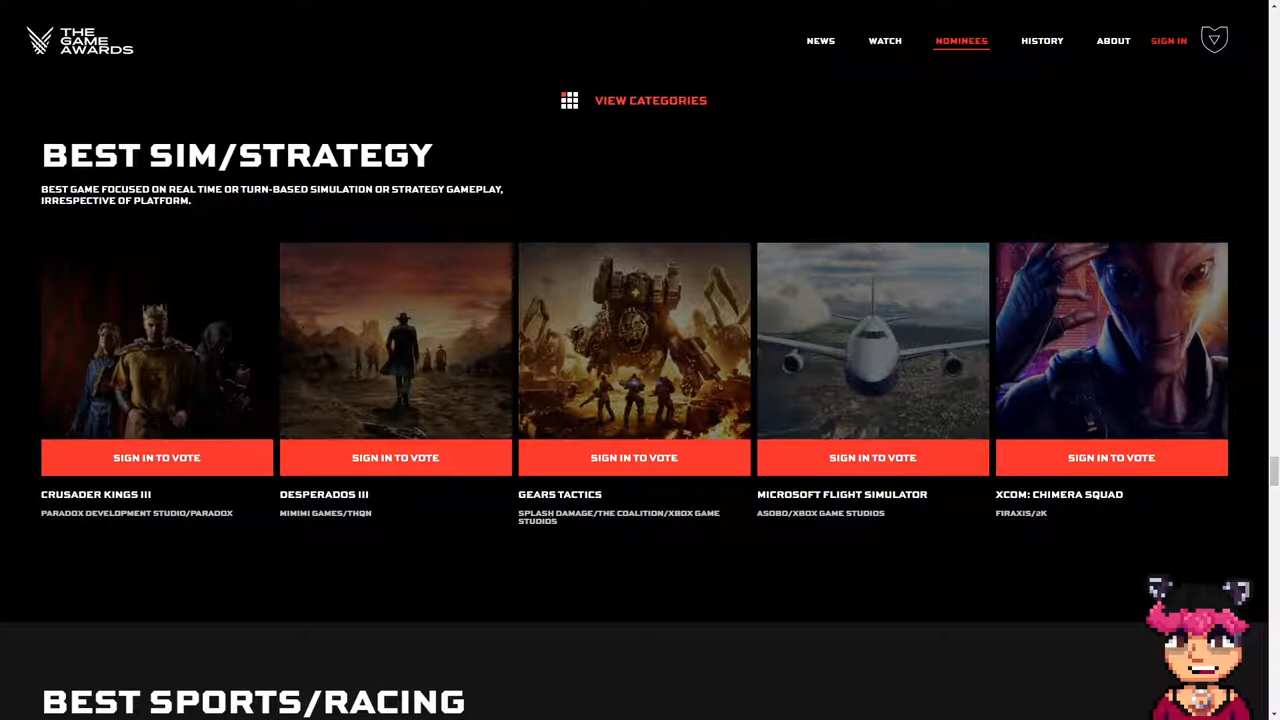 THE GAME AWARDS
NEWS WATCH NOMINEES HISTORY ABOUT SIGN IN
VIEW CATEGORIES
BEST SIM/STRATEGY
BEST GAME FOCUSED ON REAL TIME OR TURN-BASED SIMULATION OR STRATEGY GAMEPLAY,
IRRESPECTIVE OF PLATFORM.
SIGN IN TO VOTE
CRUSADER KINGS III
PARADOX DEVELOPMENT STUDIO/PARADOX
SIGN IN TO VOTE
DESPERADOS III
MIMIMI GAMES/THQN
SIGN IN TO VOTE
GEARS TACTICS
SPLASH DAMAGE/THE COALITION/XBOX GAME
STUDIOS
SIGN IN TO VOTE
MICROSOFT FLIGHT SIMULATOR
ASOBO/XBOX GAME STUDIOS
SIGN IN TO VOTE
XCOM: CHIMERA SQUAD
FIRAXIS/2K
BEST SPORTS/RACING